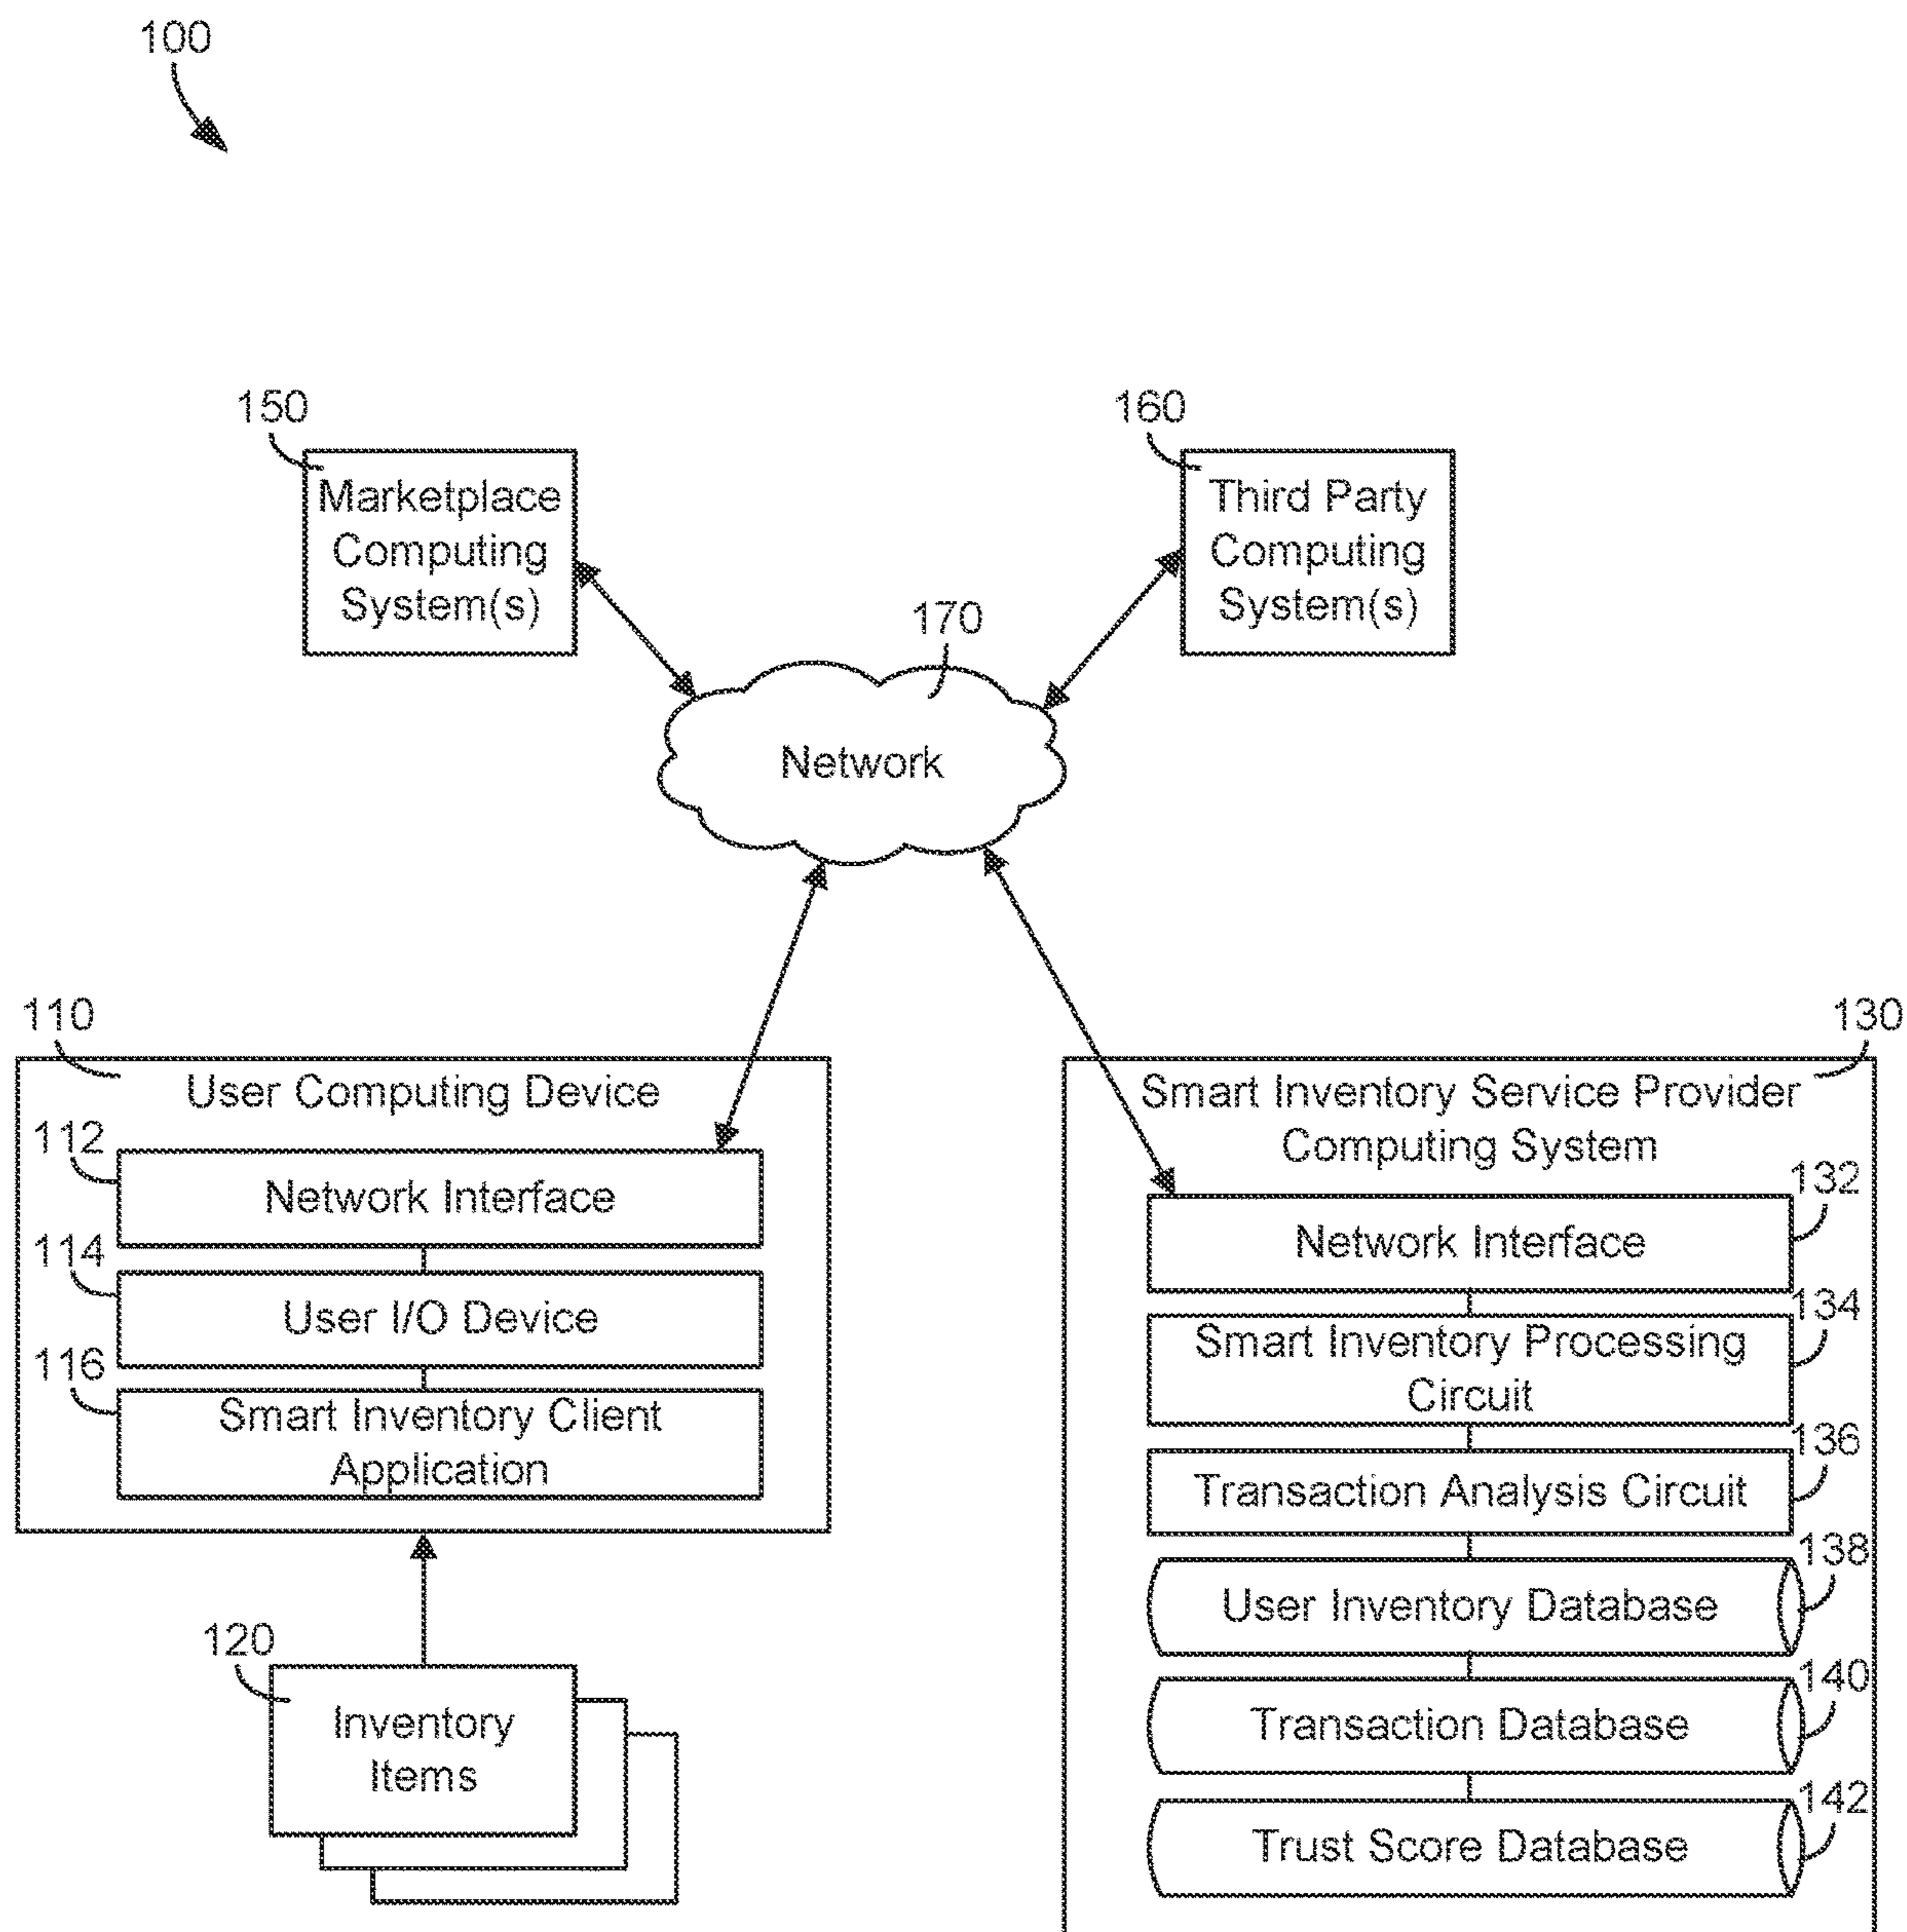 100
150
Marketplace
Computing
System(s)
160
Third Party
Computing
System(s)
170
Network
110
User Computing Device
112
Network Interface
114
User I/O Device
116
Smart Inventory Client
Application
120
Inventory
Items
130
Smart Inventory Service Provider
Computing System
132
Network Interface
134
Smart Inventory Processing
Circuit
136
Transaction Analysis Circuit
138
User Inventory Database
140
Transaction Database
142
Trust Score Database